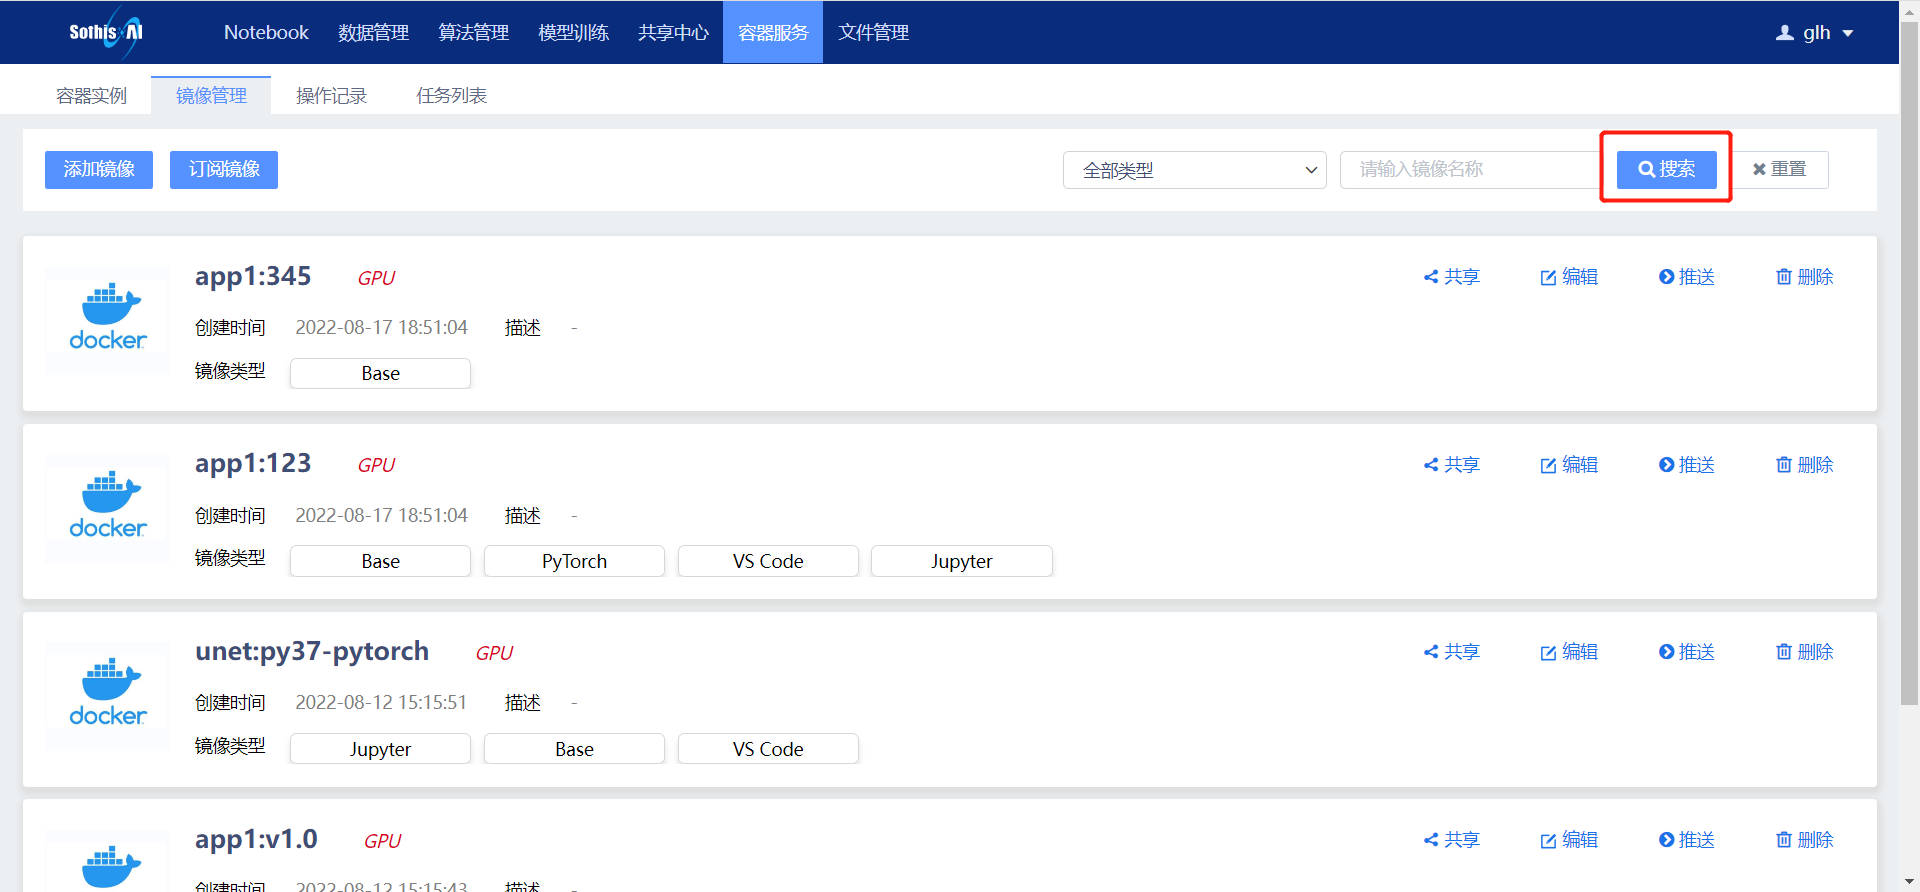 SothisAI Notebook 数据管理 算法管理 模型训练 共享中心 容器服务 文件管理 glh
容器实例 镜像管理 操作记录 任务列表
添加镜像 订阅镜像 全部类型 请输入镜像名称 搜索 重置
app1:345 GPU 共享 编辑 推送 删除
docker
创建时间 2022-08-17 18:51:04 描述 -
镜像类型 Base
app1:123 GPU 共享 编辑 推送 删除
docker
创建时间 2022-08-17 18:51:04 描述 -
镜像类型 Base PyTorch VS Code Jupyter
unet:py37-pytorch GPU 共享 编辑 推送 删除
docker
创建时间 2022-08-12 15:15:51 描述 -
镜像类型 Jupyter Base VS Code
app1:v1.0 GPU 共享 编辑 推送 删除
创建时间 2022-08-12 15:15:43 描述 -